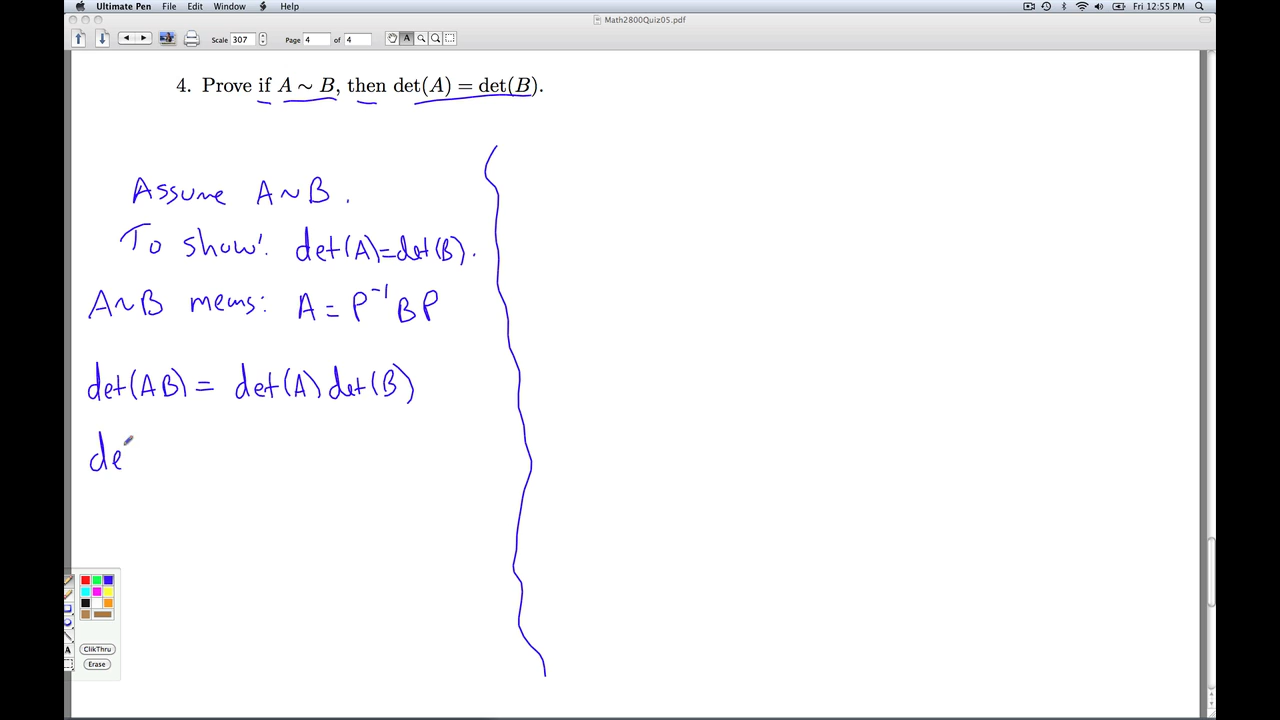 Ultimate Pen File Edit Window Help Fri 12:55 PM
Math2800Quiz05.pdf
Scale 307 Page 4 of 4 A
4. Prove if A ∼ B, then det(A) = det(B).
Assume A~B.
To show: det(A)=det(B).
A~B means: A = P⁻¹BP
det(AB) = det(A) det(B)
de
A
ClikThru
Erase